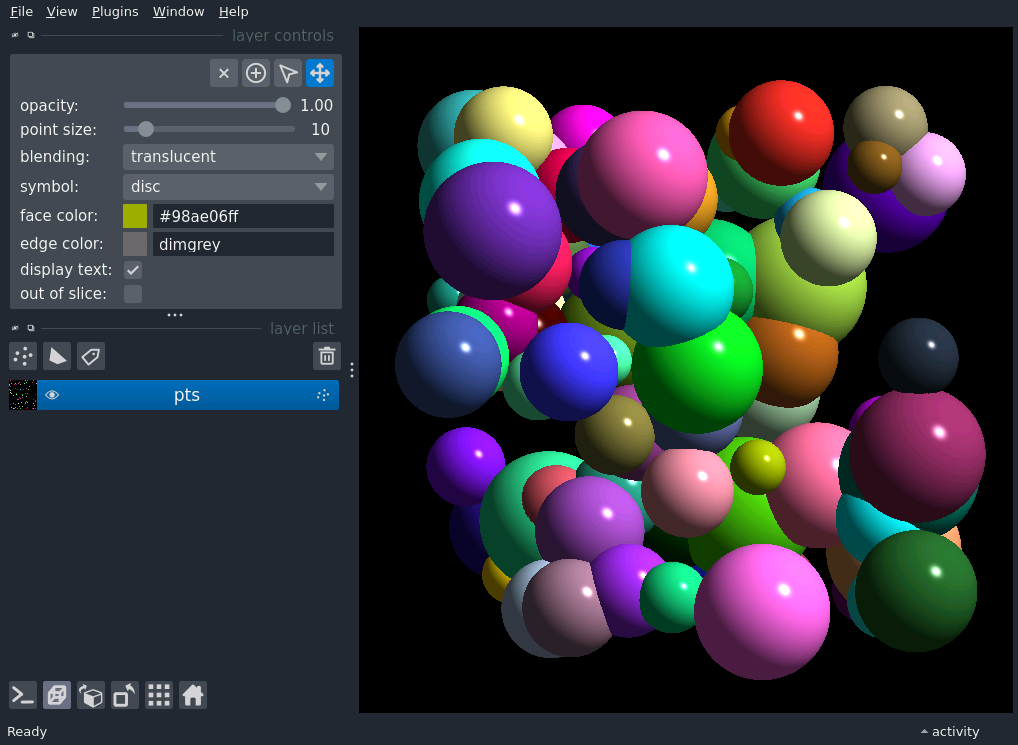 File View Plugins Window Help
layer controls
opacity: 1.00
point size: 10
blending: translucent
symbol: disc
face color: #98ae06ff
edge color: dimgrey
display text:
out of slice:
layer list
pts
Ready activity